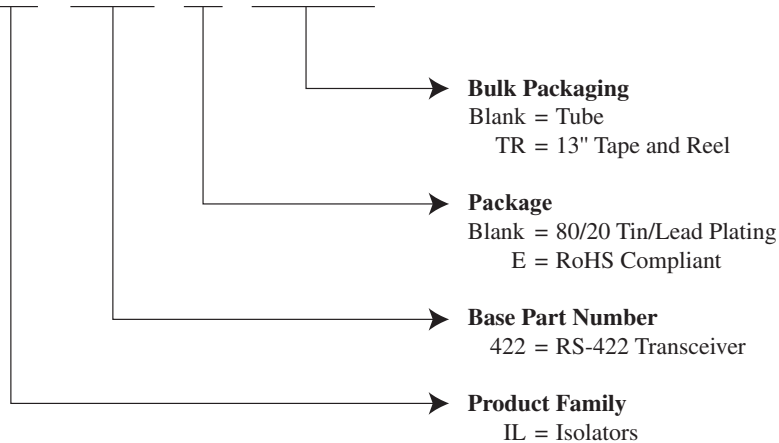 Bulk Packaging
Blank = Tube
TR = 13" Tape and Reel
Package
Blank = 80/20 Tin/Lead Plating
E = RoHS Compliant
Base Part Number
422 = RS-422 Transceiver
Product Family
IL = Isolators